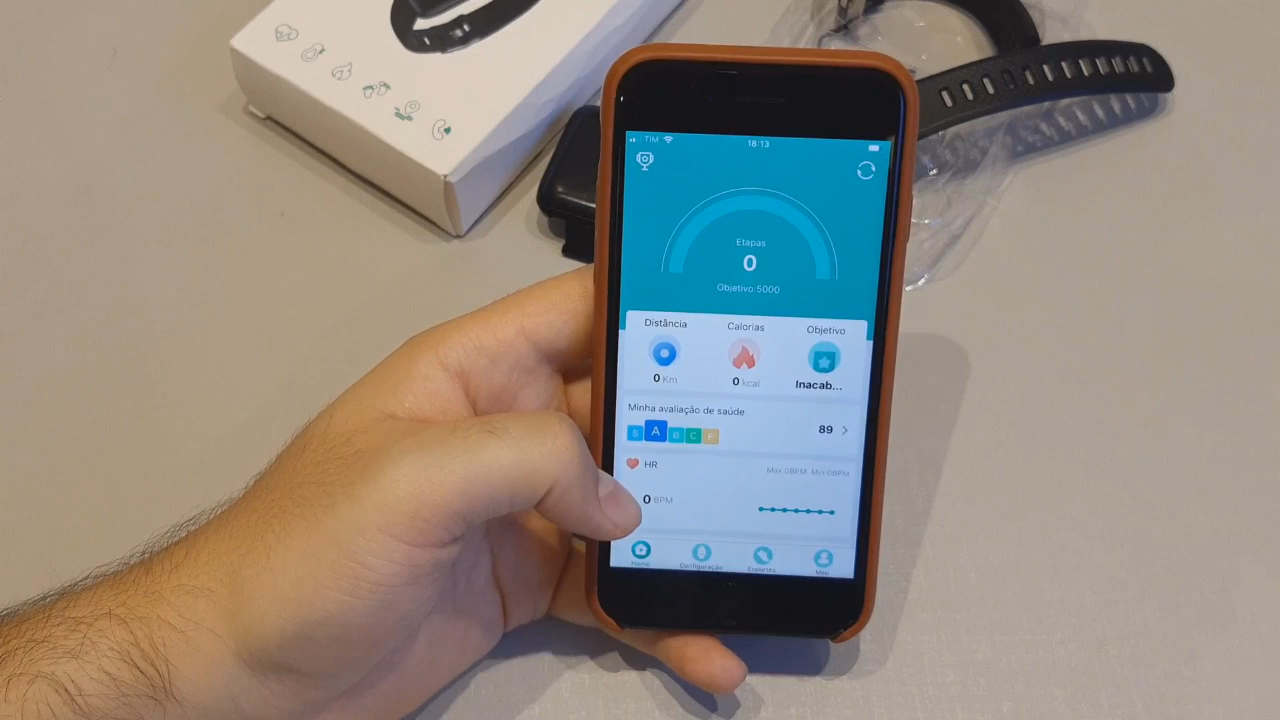 TIM
18:13
Etapas
0
Objetivo:5000
Distância
Calorias
Objetivo
0 Km
0 kcal
Inacab...
Minha avaliação de saúde
S A B C F
89
HR
Max:0BPM Min:0BPM
0 BPM
Home
Configuração
Esportes
Meu